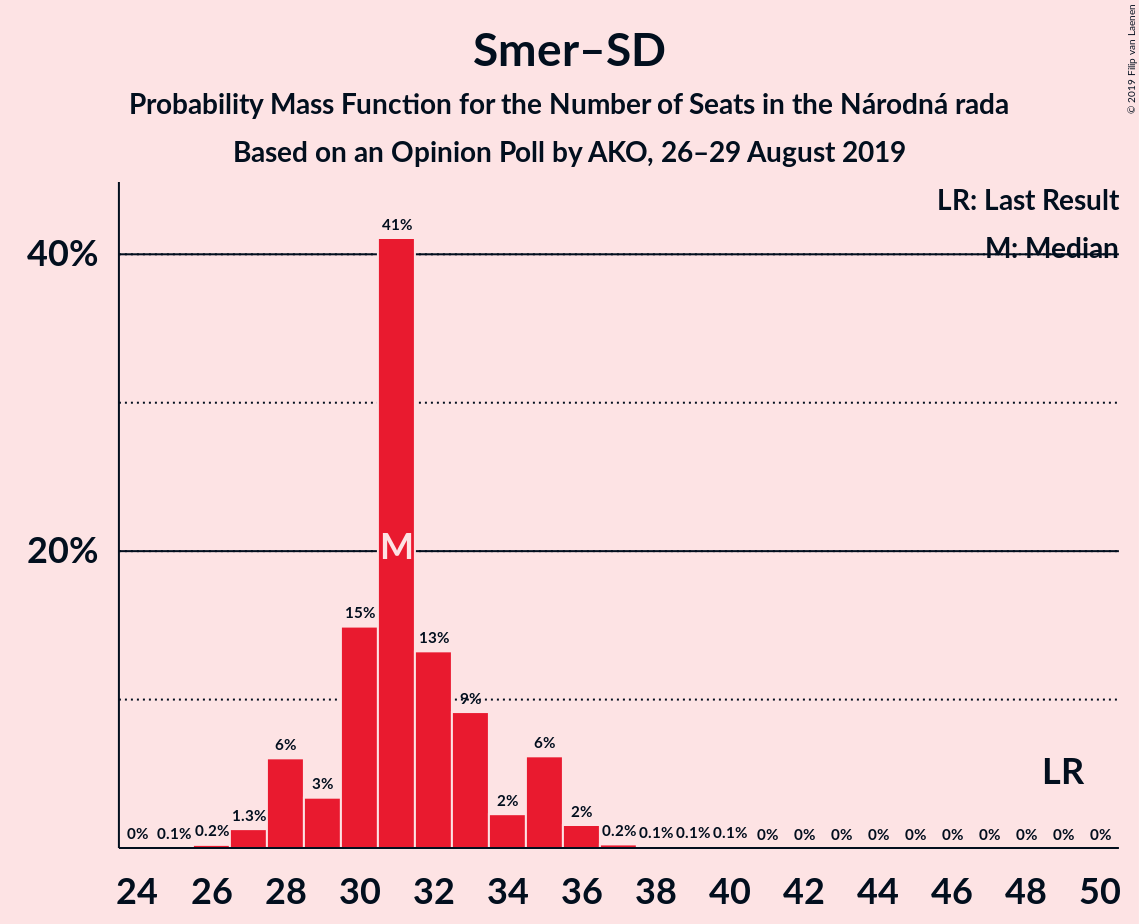 Smer–SD
Probability Mass Function for the Number of Seats in the Národná rada
Based on an Opinion Poll by AKO, 26–29 August 2019
© 2019 Filip van Laenen
LR: Last Result
M: Median
40%
20%
41%
M
15%
13%
9%
6%
3%
1.3%
0% 0.1% 0.2%
2%
6%
2%
0.2% 0.1% 0.1% 0.1% 0% 0% 0% 0% 0% 0% 0% 0% 0% 0%
LR
24 26 28 30 32 34 36 38 40 42 44 46 48 50